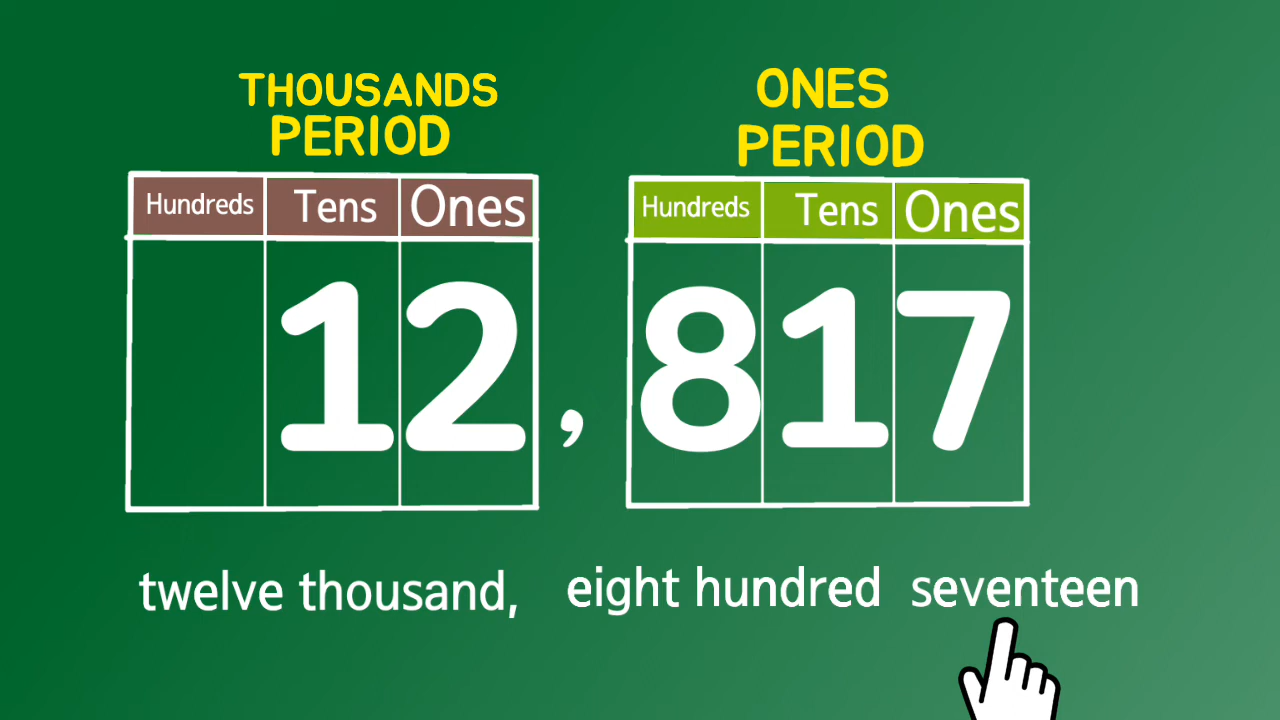 THOUSANDS
PERIOD
ONES
PERIOD
Hundreds Tens Ones
Hundreds Tens Ones
12,817
twelve thousand, eight hundred seventeen